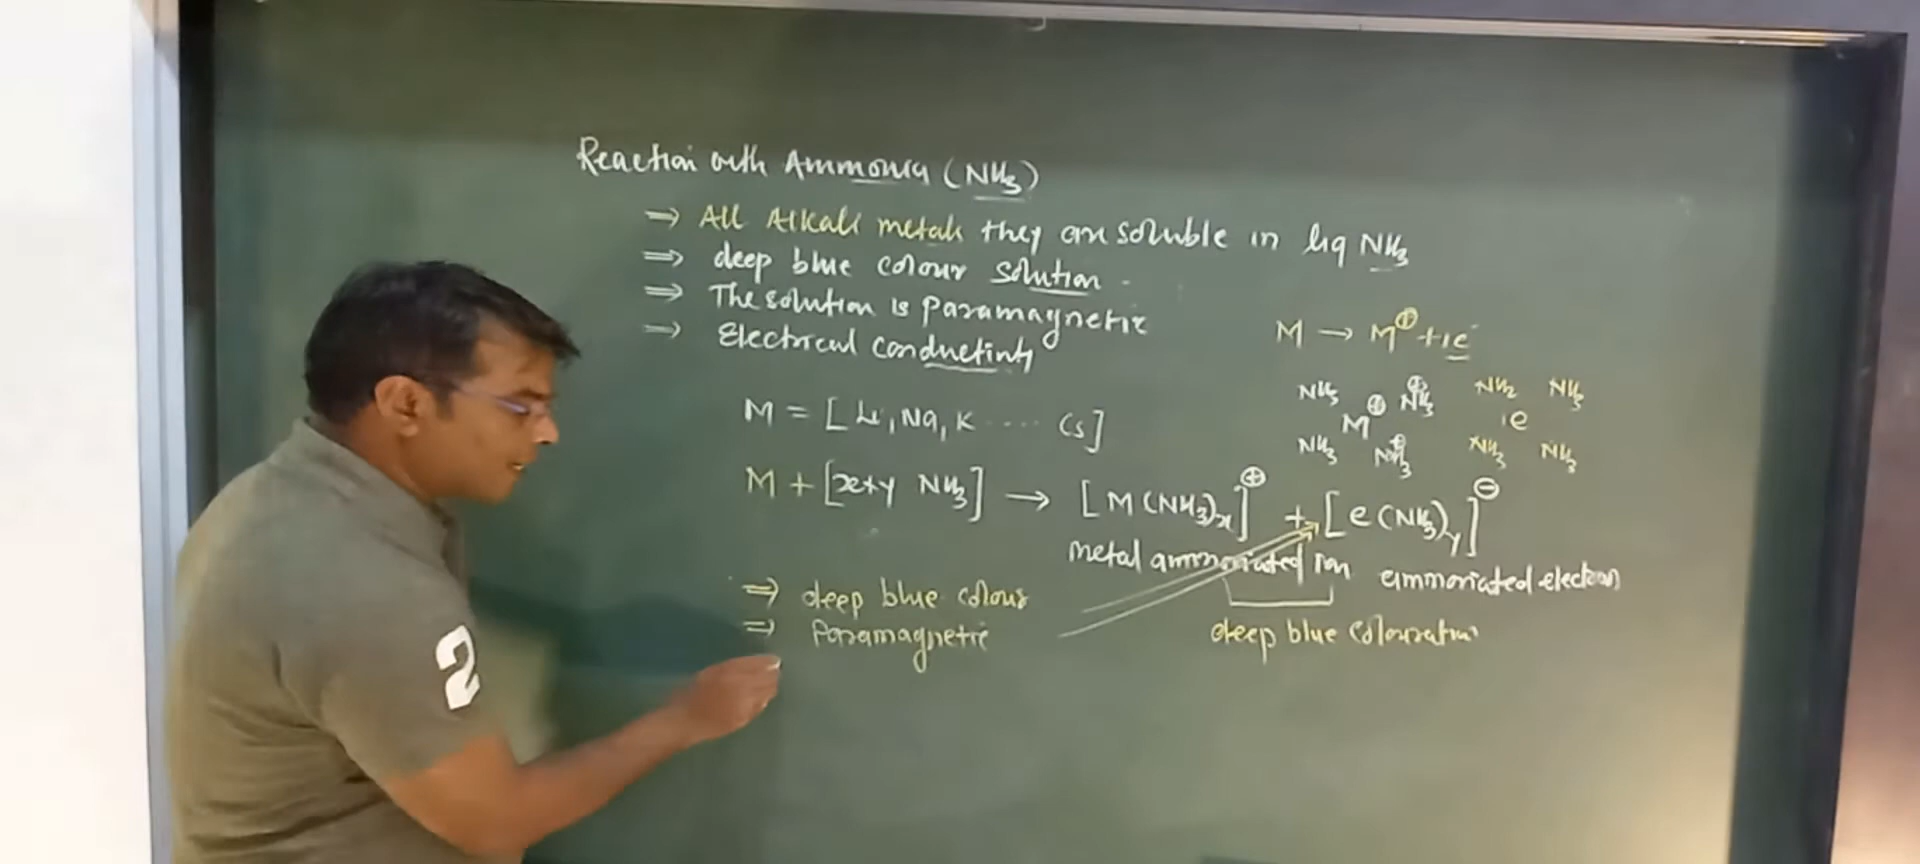 Reaction with Ammonia (NH3)
⇒ All Alkali metals they are soluble in liq NH3
⇒ deep blue colour solution.
⇒ The solution is paramagnetic
⇒ Electrical conductivity
M → M⊕ + 1e⁻
M = [Li, Na, K .... Cs]
NH3 NH3 NH2 NH3
M⊕ e
NH3 NH3 NH3 NH3
M + [x+y NH3] → [M(NH3)x]⊕ + [e(NH3)y]⊖
metal ammoniated ion ammoniated electron
⇒ deep blue colour
⇒ Paramagnetic
deep blue colouration
2